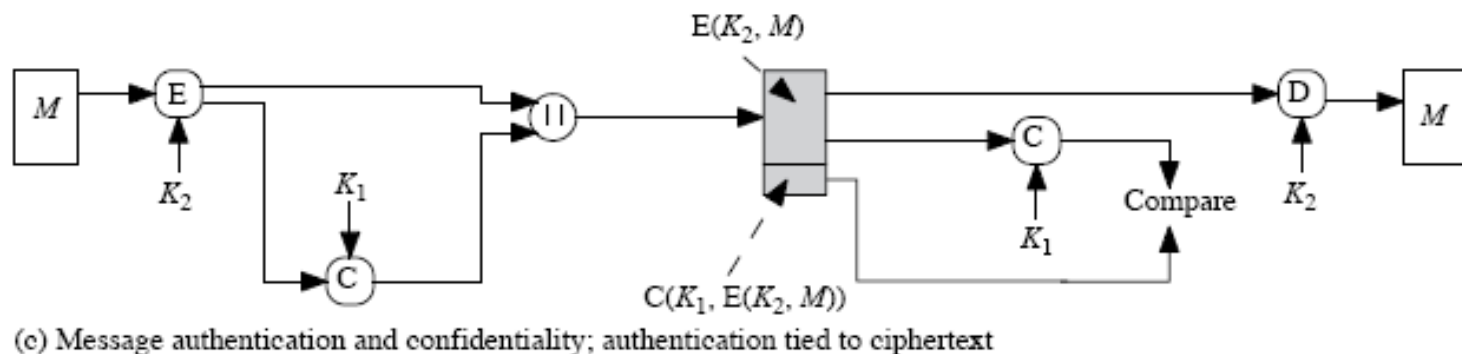 E(K₂, M)
M
E
||
D
M
C
K₂
K₁
Compare
K₂
K₁
C
C(K₁, E(K₂, M))
(c) Message authentication and confidentiality; authentication tied to ciphertext